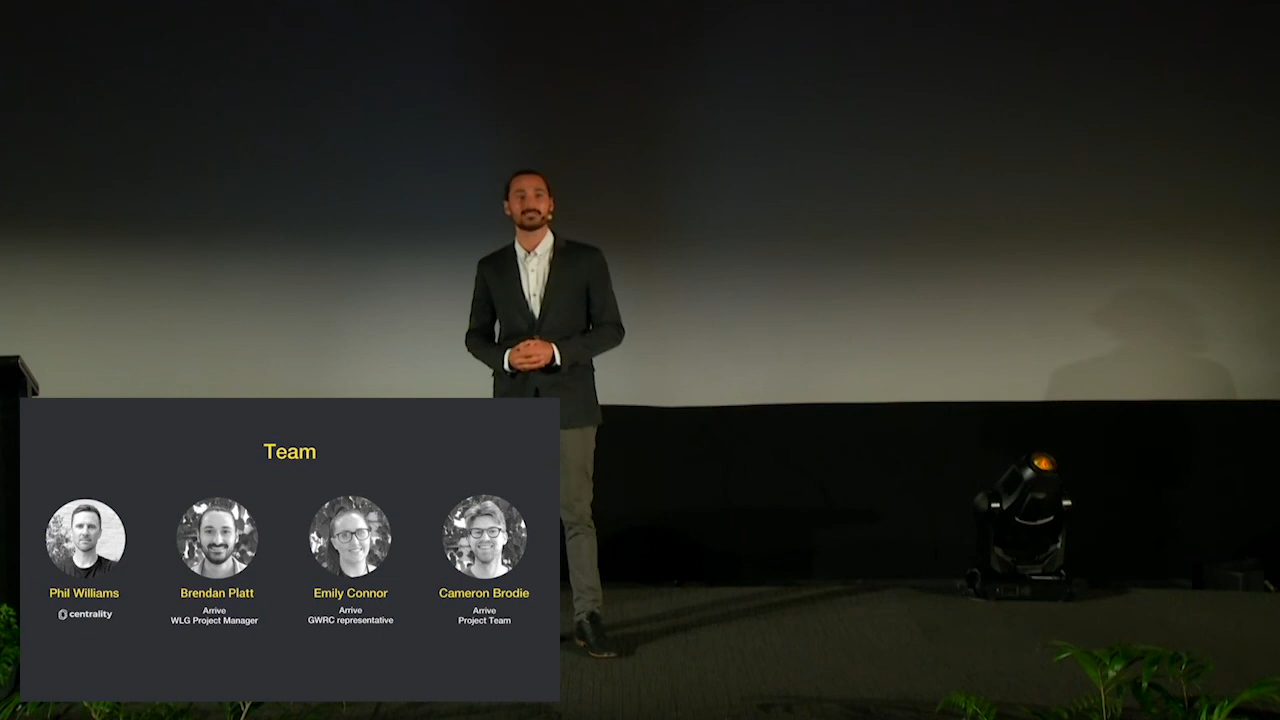 Team
Phil Williams
centrality
Brendan Platt
Arrive
WLG Project Manager
Emily Connor
Arrive
GWRC representative
Cameron Brodie
Arrive
Project Team